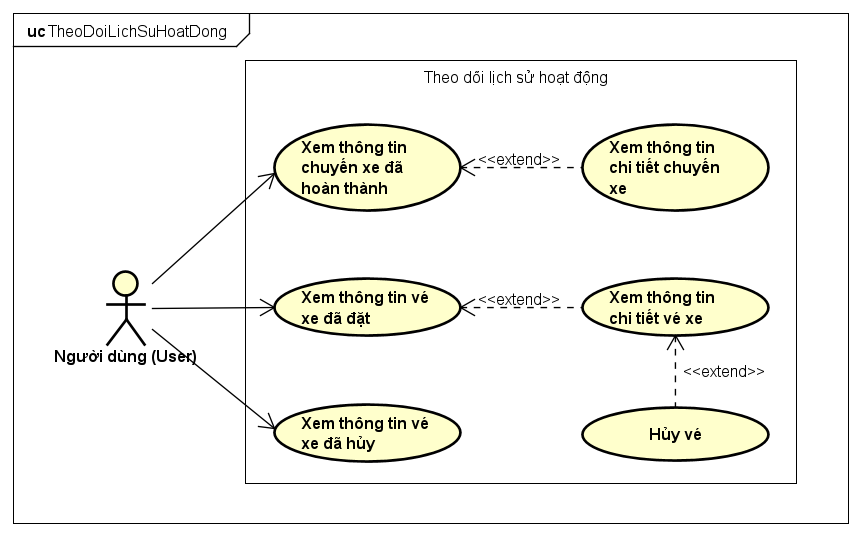 uc TheoDoiLichSuHoatDong
Theo dõi lịch sử hoạt động
Xem thông tin
chuyến xe đã
hoàn thành
<<extend>>
Xem thông tin
chi tiết chuyến
xe
Xem thông tin vé
xe đã đặt
<<extend>>
Xem thông tin
chi tiết vé xe
Người dùng (User)
<<extend>>
Xem thông tin vé
xe đã hủy
Hủy vé